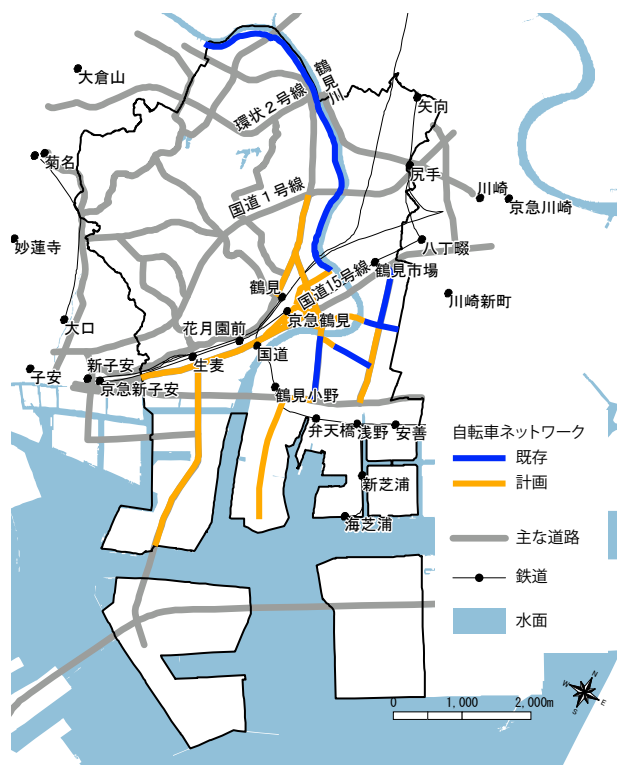 大倉山
鶴見川
環状2号線
矢向
菊名
尻手
国道1号線
川崎
京急川崎
妙蓮寺
八丁畷
鶴見市場
国道15号線
鶴見
川崎新町
大口
花月園前
京急鶴見
生麦
国道
子安
新子安
京急新子安
鶴見小野
弁天橋
浅野
安善
新芝浦
海芝浦
自転車ネットワーク
既存
計画
主な道路
鉄道
水面
N
W
E
S
0 1,000 2,000m